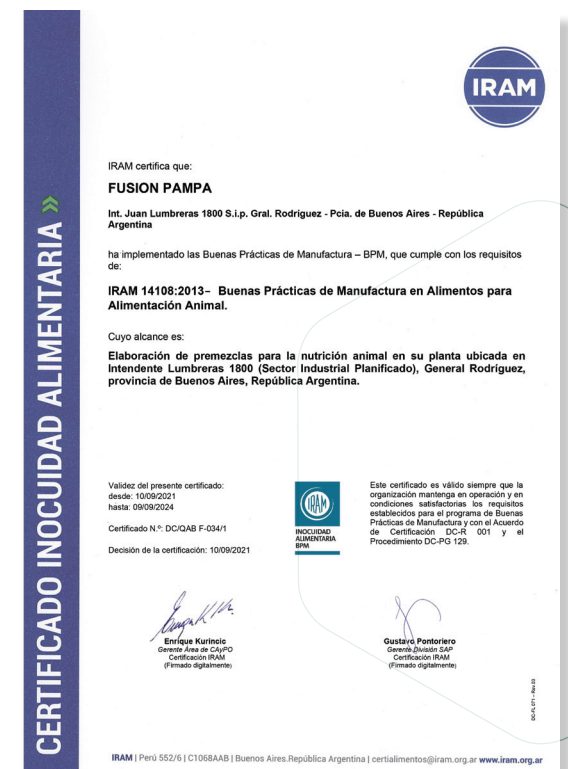 IRAM
IRAM certifica que:
FUSION PAMPA
Int. Juan Lumbreras 1800 S.i.p. Gral. Rodriguez - Pcia. de Buenos Aires - República
Argentina
ha implementado las Buenas Prácticas de Manufactura – BPM, que cumple con los requisitos
de:
IRAM 14108:2013– Buenas Prácticas de Manufactura en Alimentos para
Alimentación Animal.
Cuyo alcance es:
Elaboración de premezclas para la nutrición animal en su planta ubicada en
Intendente Lumbreras 1800 (Sector Industrial Planificado), General Rodríguez,
provincia de Buenos Aires, República Argentina.
Validez del presente certificado:
desde: 10/09/2021
hasta: 09/09/2024
Certificado N.º: DC/QAB F-034/1
Decisión de la certificación: 10/09/2021
IRAM
INOCUIDAD
ALIMENTARIA
BPM
Este certificado es válido siempre que la
organización mantenga en operación y en
condiciones satisfactorias los requisitos
establecidos para el programa de Buenas
Prácticas de Manufactura y con el Acuerdo
de Certificación DC-R 001 y el
Procedimiento DC-PG 129.
Enrique Kurincic
Gerente Área de CAyPO
Certificación IRAM
(Firmado digitalmente)
Gustavo Pontoriero
Gerente División SAP
Certificación IRAM
(Firmado digitalmente)
DC-FL 071 – Rev.03
CERTIFICADO INOCUIDAD ALIMENTARIA »
IRAM | Perú 552/6 | C1068AAB | Buenos Aires.República Argentina | certialimentos@iram.org.ar www.iram.org.ar